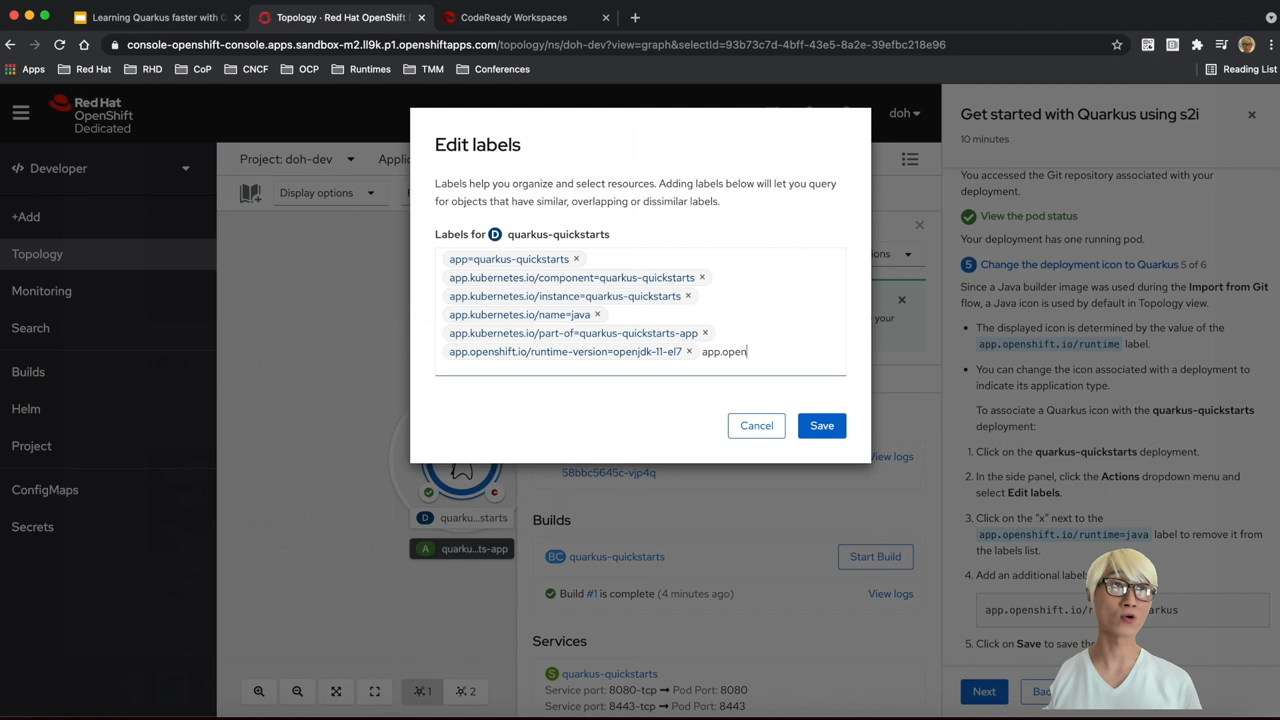 Learning Quarkus faster with Q
Topology · Red Hat OpenShift
CodeReady Workspaces
console-openshift-console.apps.sandbox-m2.ll9k.p1.openshiftapps.com/topology/ns/doh-dev?view=graph&selectId=93b73c7d-4bff-43e5-8a2e-39efbc218e96
Apps
Red Hat
RHD
CoP
CNCF
OCP
Runtimes
TMM
Conferences
Reading List
Red Hat
OpenShift
Dedicated
doh
Developer
+Add
Topology
Monitoring
Search
Builds
Helm
Project
ConfigMaps
Secrets
Project: doh-dev
Display options
Edit labels
Labels help you organize and select resources. Adding labels below will let you query
for objects that have similar, overlapping or dissimilar labels.
Labels for D quarkus-quickstarts
app=quarkus-quickstarts ×
app.kubernetes.io/component=quarkus-quickstarts ×
app.kubernetes.io/instance=quarkus-quickstarts ×
app.kubernetes.io/name=java ×
app.kubernetes.io/part-of=quarkus-quickstarts-app ×
app.openshift.io/runtime-version=openjdk-11-el7 × app.open
Cancel
Save
View logs
58bbc5645c-vjp4q
D quarku...starts
A quarku...ts-app
1
2
Builds
BC quarkus-quickstarts
Start Build
Build #1 is complete (4 minutes ago)
View logs
Services
S quarkus-quickstarts
Service port: 8080-tcp → Pod Port: 8080
Service port: 8443-tcp → Pod Port: 8443
Get started with Quarkus using s2i
10 minutes
You accessed the Git repository associated with your
deployment.
View the pod status
Your deployment has one running pod.
5 Change the deployment icon to Quarkus 5 of 6
Since a Java builder image was used during the Import from Git
flow, a Java icon is used by default in Topology view.
• The displayed icon is determined by the value of the
app.openshift.io/runtime label.
• You can change the icon associated with a deployment to
indicate its application type.
To associate a Quarkus icon with the quarkus-quickstarts
deployment:
1. Click on the quarkus-quickstarts deployment.
2. In the side panel, click the Actions dropdown menu and
select Edit labels.
3. Click on the "x" next to the
app.openshift.io/runtime=java label to remove it from
the labels list.
4. Add an additional label
5. Click on Save to save the
Next